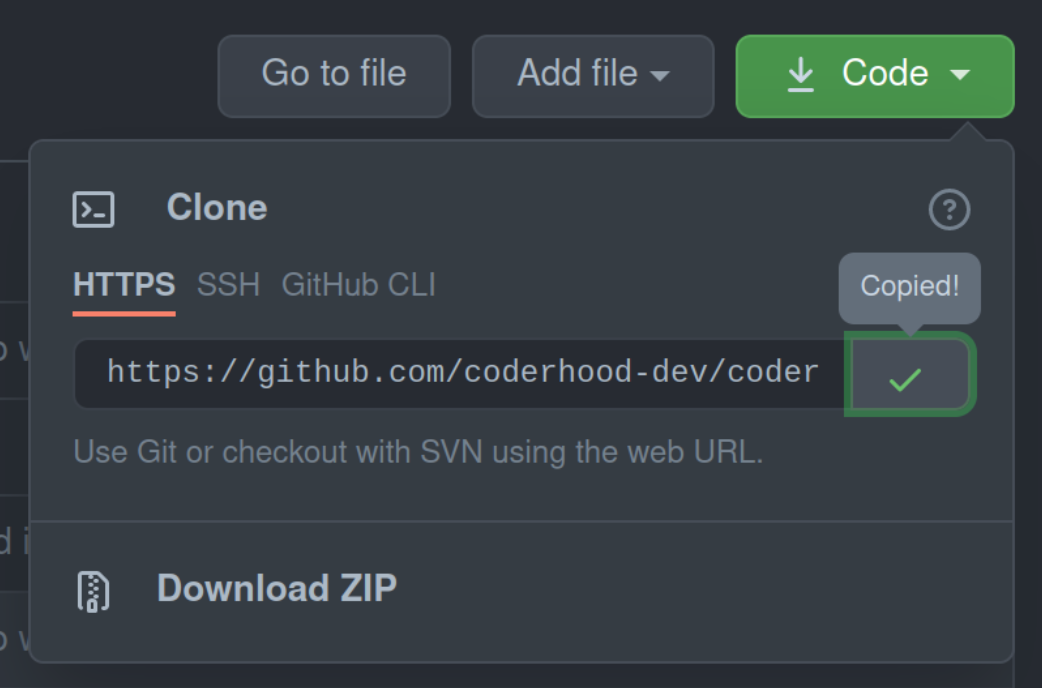 Go to file
Add file
Code
Clone
HTTPS SSH GitHub CLI
Copied!
https://github.com/coderhood-dev/coder
Use Git or checkout with SVN using the web URL.
Download ZIP